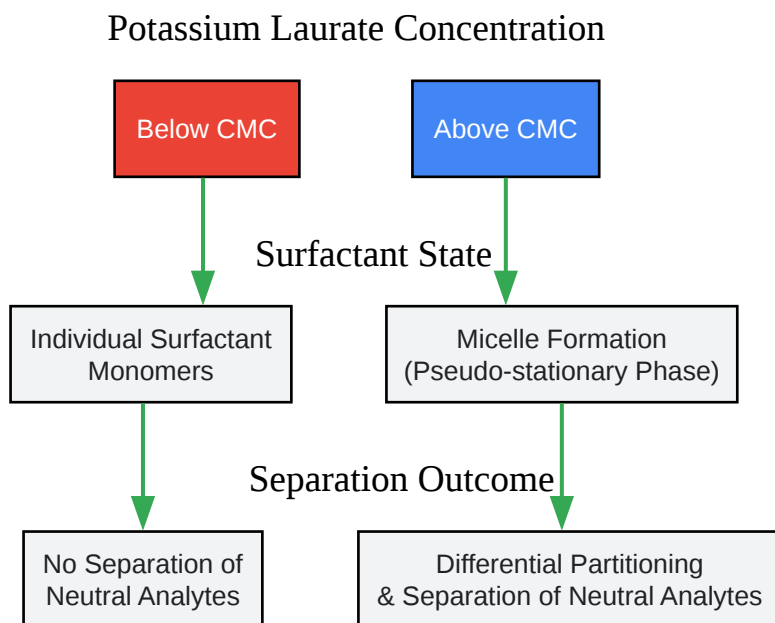 Potassium Laurate Concentration
Below CMC
Above CMC
Surfactant State
Individual Surfactant
Monomers
Micelle Formation
(Pseudo-stationary Phase)
Separation Outcome
No Separation of
Neutral Analytes
Differential Partitioning
& Separation of Neutral Analytes